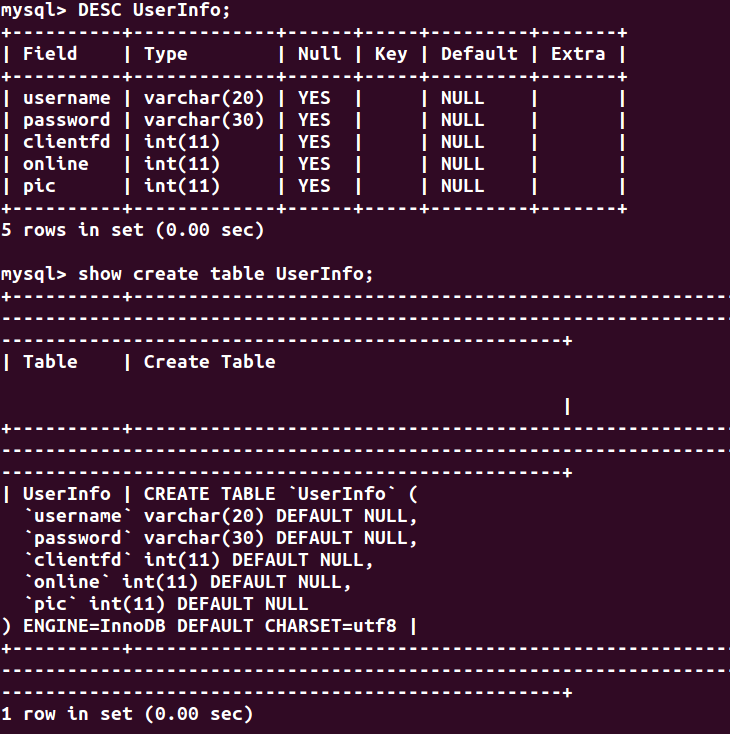 mysql> DESC UserInfo;
+----------+-------------+------+-----+---------+-------+
| Field    | Type        | Null | Key | Default | Extra |
+----------+-------------+------+-----+---------+-------+
| username | varchar(20) | YES  |     | NULL    |       |
| password | varchar(30) | YES  |     | NULL    |       |
| clientfd | int(11)     | YES  |     | NULL    |       |
| online   | int(11)     | YES  |     | NULL    |       |
| pic      | int(11)     | YES  |     | NULL    |       |
+----------+-------------+------+-----+---------+-------+
5 rows in set (0.00 sec)

mysql> show create table UserInfo;
+----------+-------------------------------------------------------
-------------------------------------------------------------------
---------------------------------------------------+
| Table    | Create Table

                                                   |
+----------+-------------------------------------------------------
-------------------------------------------------------------------
---------------------------------------------------+
| UserInfo | CREATE TABLE `UserInfo` (
  `username` varchar(20) DEFAULT NULL,
  `password` varchar(30) DEFAULT NULL,
  `clientfd` int(11) DEFAULT NULL,
  `online` int(11) DEFAULT NULL,
  `pic` int(11) DEFAULT NULL
) ENGINE=InnoDB DEFAULT CHARSET=utf8 |
+----------+-------------------------------------------------------
-------------------------------------------------------------------
---------------------------------------------------+
1 row in set (0.00 sec)